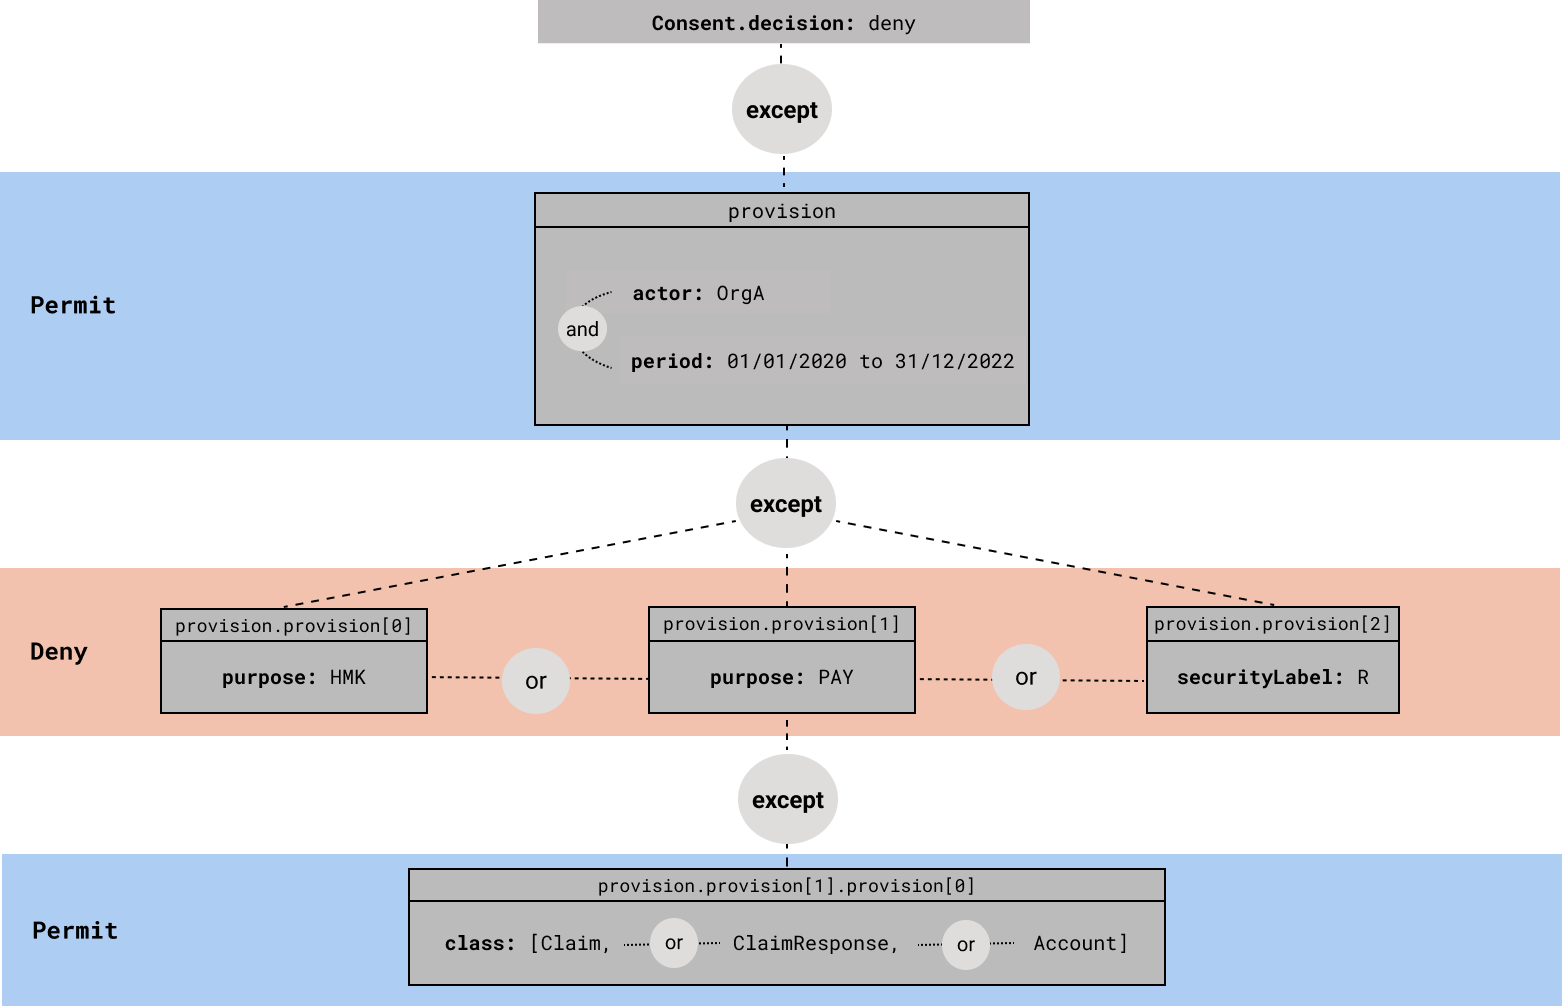 Consent.decision: deny
except
provision
Permit
actor: OrgA
and
period: 01/01/2020 to 31/12/2022
except
provision.provision[0]
provision.provision[1]
provision.provision[2]
Deny
purpose: HMK
or
purpose: PAY
or
securityLabel: R
except
provision.provision[1].provision[0]
Permit
class: [Claim, or ClaimResponse, or Account]